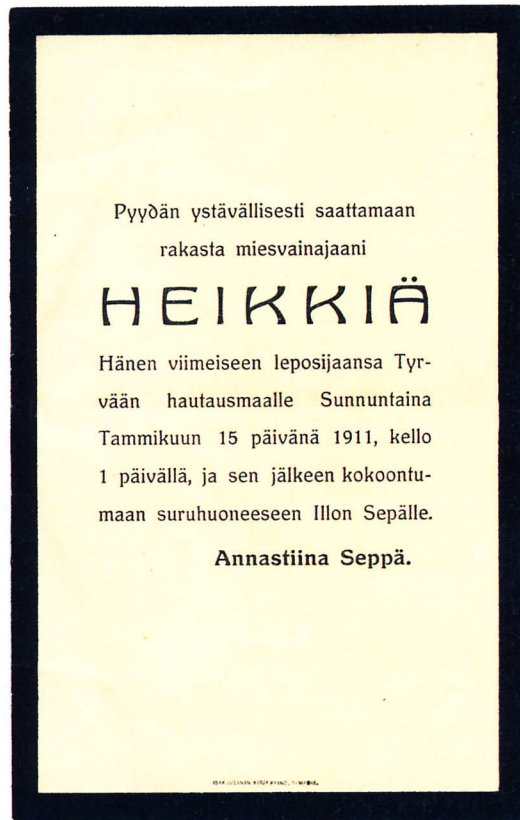 Pyyðän ystävällisesti saattamaan
rakasta miesvainajaani
HEIKKIÄ
Hänen viimeiseen leposijaansa Tyr-
vään hautausmaalle Sunnuntaina
Tammikuun 15 päivänä 1911, kello
1 päivällä, ja sen jälkeen kokoontu-
maan suruhuoneeseen Illon Sepälle.
Annastiina Seppä.